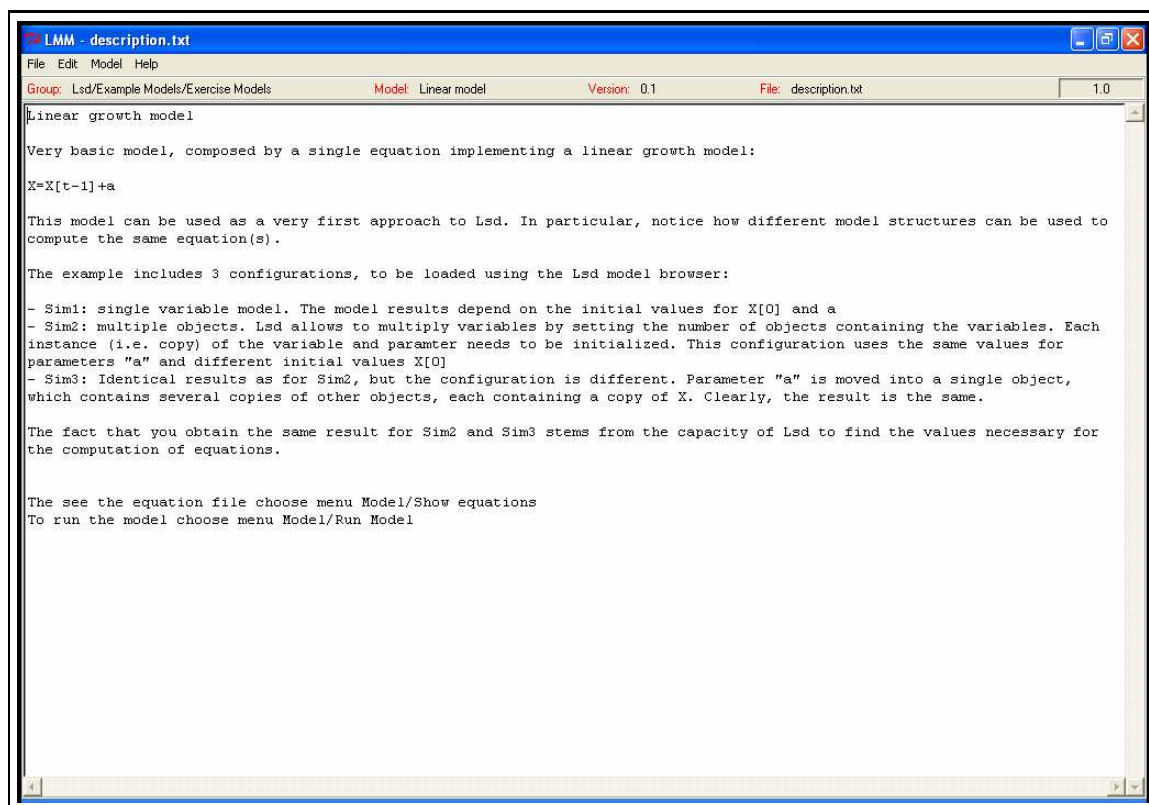 LMM - description.txt
File Edit Model Help
Group: Lsd/Example Models/Exercise Models Model: Linear model Version: 0.1 File: description.txt 1.0
Linear growth model
Very basic model, composed by a single equation implementing a linear growth model:
X=X[t-1]+a
This model can be used as a very first approach to Lsd. In particular, notice how different model structures can be used to
compute the same equation(s).
The example includes 3 configurations, to be loaded using the Lsd model browser:
- Sim1: single variable model. The model results depend on the initial values for X[0] and a
- Sim2: multiple objects. Lsd allows to multiply variables by setting the number of objects containing the variables. Each
instance (i.e. copy) of the variable and paramter needs to be initialized. This configuration uses the same values for
parameters "a" and different initial values X[0]
- Sim3: Identical results as for Sim2, but the configuration is different. Parameter "a" is moved into a single object,
which contains several copies of other objects, each containing a copy of X. Clearly, the result is the same.
The fact that you obtain the same result for Sim2 and Sim3 stems from the capacity of Lsd to find the values necessary for
the computation of equations.
The see the equation file choose menu Model/Show equations
To run the model choose menu Model/Run Model